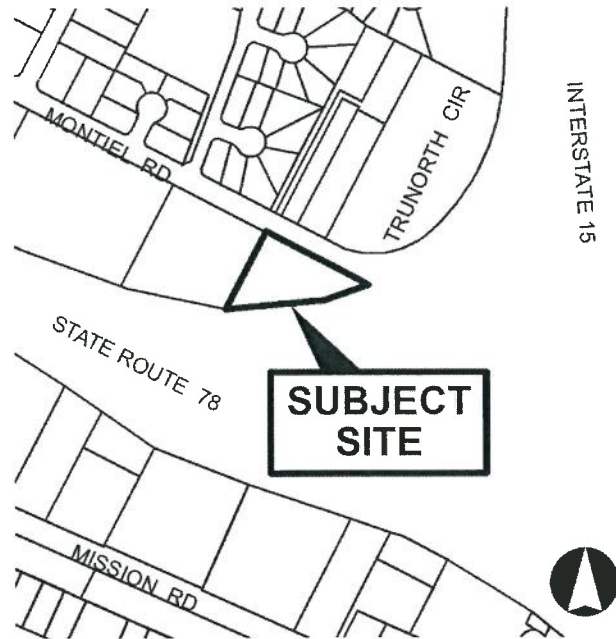 MONTIEL RD
TRUNORTH CIR
INTERSTATE 15
STATE ROUTE 78
SUBJECT
SITE
MISSION RD